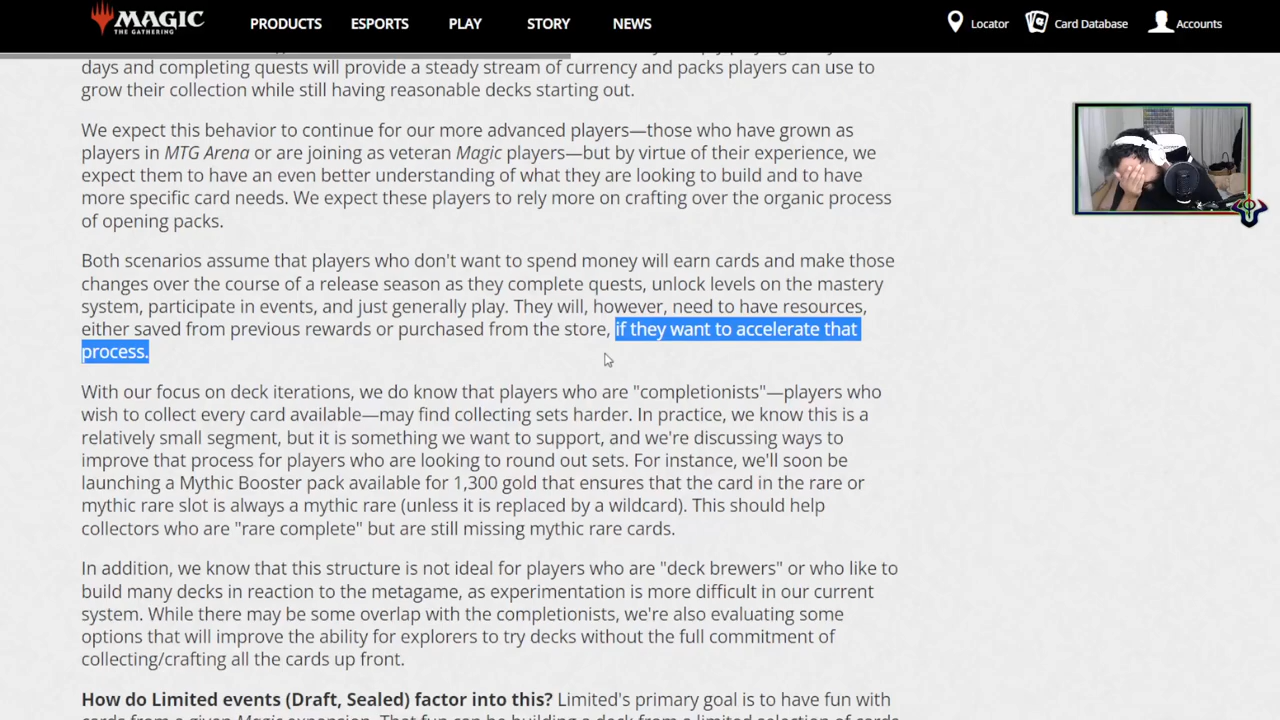 MAGIC
THE GATHERING
PRODUCTS
ESPORTS
PLAY
STORY
NEWS
Locator
Card Database
Accounts
days and completing quests will provide a steady stream of currency and packs players can use to
grow their collection while still having reasonable decks starting out.
We expect this behavior to continue for our more advanced players—those who have grown as
players in MTG Arena or are joining as veteran Magic players—but by virtue of their experience, we
expect them to have an even better understanding of what they are looking to build and to have
more specific card needs. We expect these players to rely more on crafting over the organic process
of opening packs.
Both scenarios assume that players who don't want to spend money will earn cards and make those
changes over the course of a release season as they complete quests, unlock levels on the mastery
system, participate in events, and just generally play. They will, however, need to have resources,
either saved from previous rewards or purchased from the store, if they want to accelerate that
process.
With our focus on deck iterations, we do know that players who are "completionists"—players who
wish to collect every card available—may find collecting sets harder. In practice, we know this is a
relatively small segment, but it is something we want to support, and we're discussing ways to
improve that process for players who are looking to round out sets. For instance, we'll soon be
launching a Mythic Booster pack available for 1,300 gold that ensures that the card in the rare or
mythic rare slot is always a mythic rare (unless it is replaced by a wildcard). This should help
collectors who are "rare complete" but are still missing mythic rare cards.
In addition, we know that this structure is not ideal for players who are "deck brewers" or who like to
build many decks in reaction to the metagame, as experimentation is more difficult in our current
system. While there may be some overlap with the completionists, we're also evaluating some
options that will improve the ability for explorers to try decks without the full commitment of
collecting/crafting all the cards up front.
How do Limited events (Draft, Sealed) factor into this? Limited's primary goal is to have fun with
cards from a given Magic expansion. That fun can be building a deck from a limited selection of cards